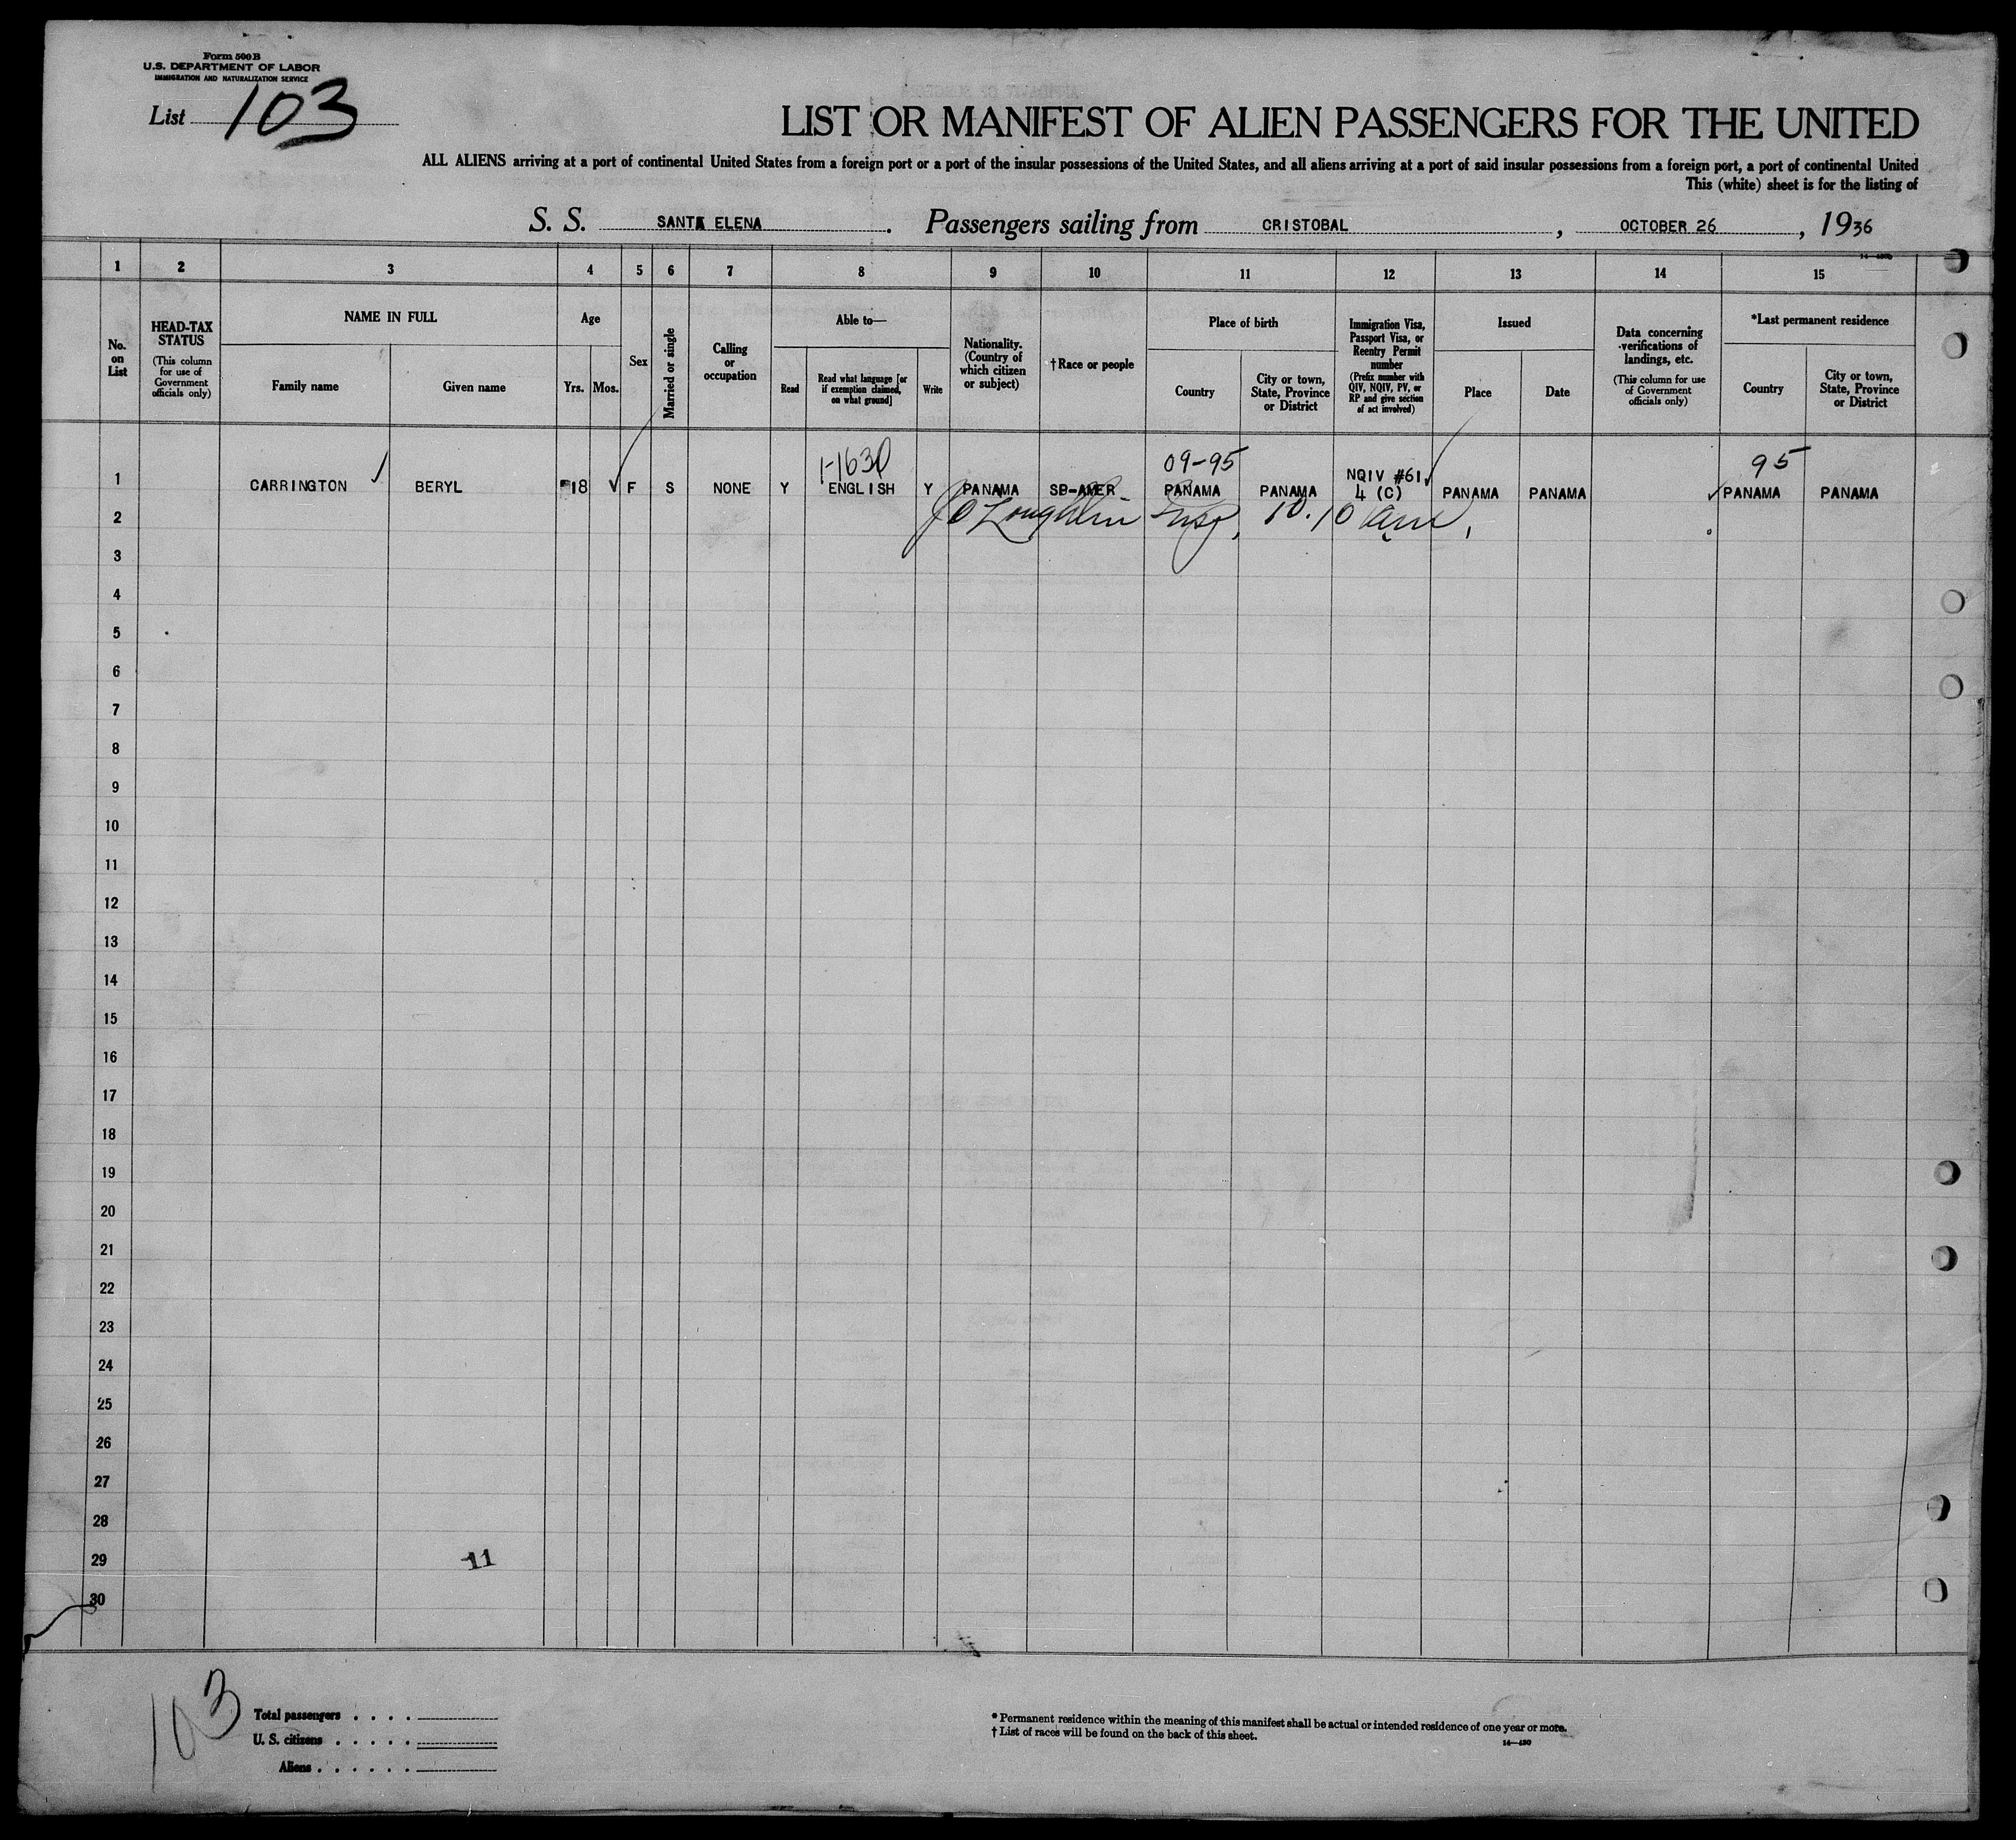 Form 500 B
U.S. DEPARTMENT OF LABOR
IMMIGRATION AND NATURALIZATION SERVICE
List 103
LIST OR MANIFEST OF ALIEN PASSENGERS FOR THE UNITED
ALL ALIENS arriving at a port of continental United States from a foreign port or a port of the insular possessions of the United States, and all aliens arriving at a port of said insular possessions from a foreign port, a port of continental United
This (white) sheet is for the listing of
S. S. SANTA ELENA. Passengers sailing from CRISTOBAL, OCTOBER 26, 1936
1 2 3 4 5 6 7 8 9 10 11 12 13 14 15
No. on List
HEAD-TAX STATUS
(This column for use of Government officials only)
NAME IN FULL
Family name Given name
Age
Yrs. Mos.
Sex
Married or single
Calling or occupation
Able to—
Read
Read what language [or if exemption claimed, on what ground]
Write
Nationality. (Country of which citizen or subject)
†Race or people
Place of birth
Country
City or town, State, Province or District
Immigration Visa, Passport Visa, or Reentry Permit number
(Prefix number with QIV, NQIV, PV, or RP and give section of act involved)
Issued
Place Date
Data concerning verifications of landings, etc.
(This column for use of Government officials only)
*Last permanent residence
Country
City or town, State, Province or District
1-163 09-95 95
NQIV #61
1 CARRINGTON BERYL 18 F S NONE Y ENGLISH Y PANAMA SP-AMER PANAMA PANAMA 4 (C) PANAMA PANAMA PANAMA PANAMA
2
3
4
5
6
7
8
9
10
11
12
13
14
15
16
17
18
19
20
21
22
23
24
25
26
27
28
29 11
30
103
Total passengers . . . .
U. S. citizens . . . . .
Aliens . . . . . .
* Permanent residence within the meaning of this manifest shall be actual or intended residence of one year or more.
† List of races will be found on the back of this sheet.
14—430